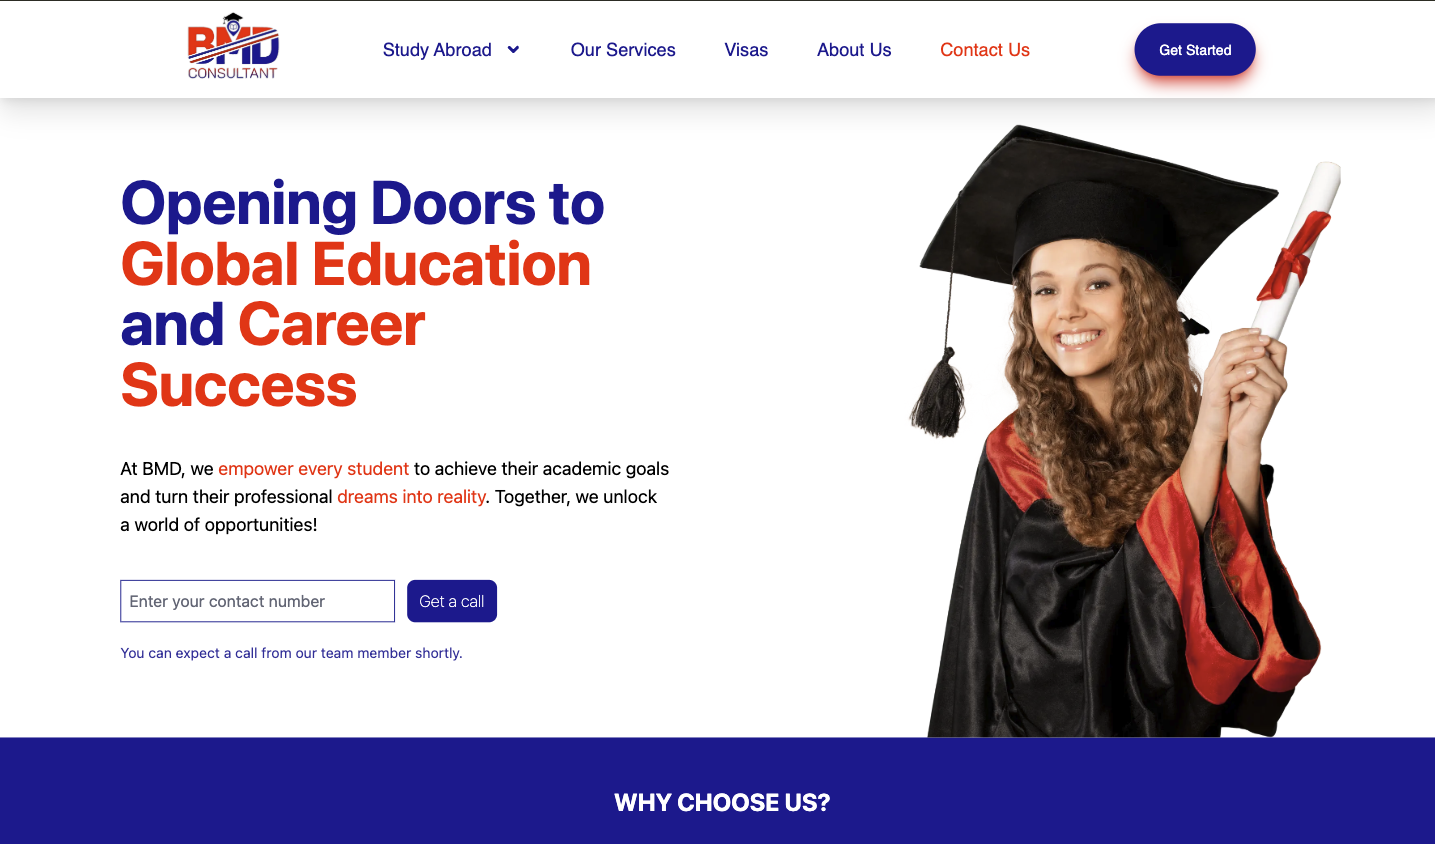 BMD
CONSULTANT
Study Abroad
Our Services
Visas
About Us
Contact Us
Get Started
Opening Doors to
Global Education
and Career
Success
At BMD, we empower every student to achieve their academic goals
and turn their professional dreams into reality. Together, we unlock
a world of opportunities!
Enter your contact number
Get a call
You can expect a call from our team member shortly.
WHY CHOOSE US?